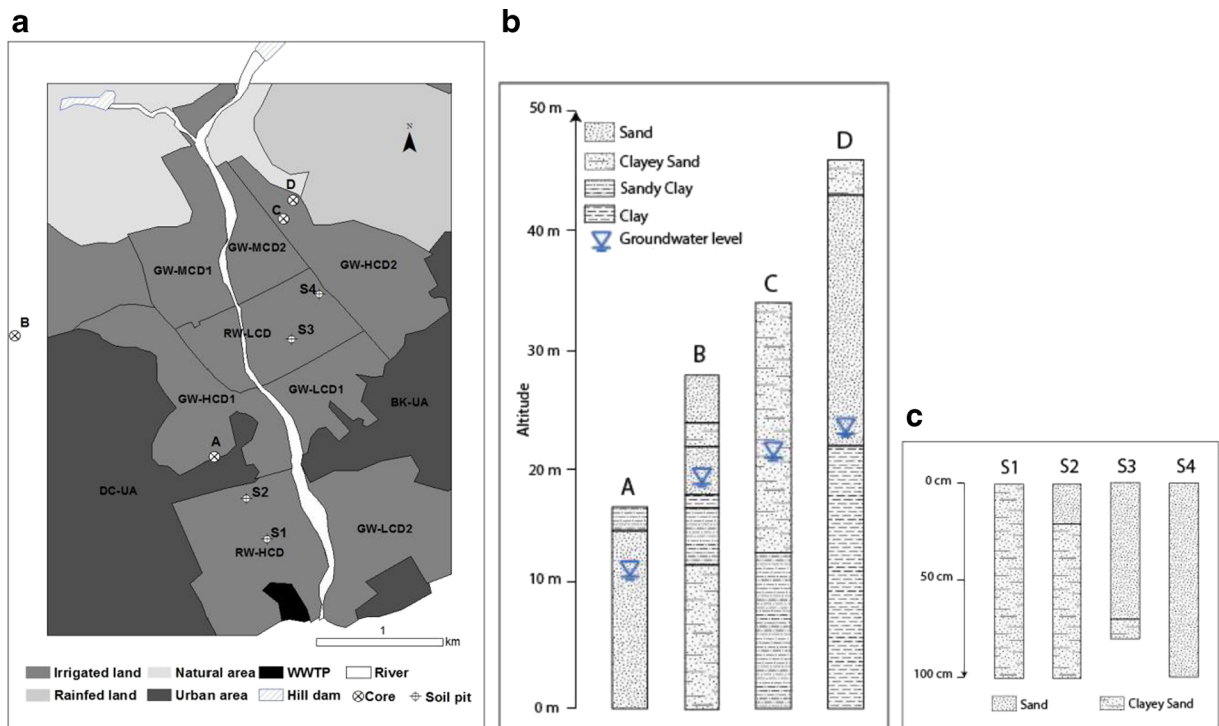 a
N
D
C
GW-MCD2
GW-MCD1
GW-HCD2
S4
B
S3
RW-LCD
GW-LCD1
GW-HCD1
BK-UA
A
DC-UA
S2
S1
RW-HCD
GW-LCD2
1
km
Irrigated land Natural area WWTP River
Rainfed land Urban area Hill dam Core Soil pit
b
50 m
Sand
Clayey Sand
Sandy Clay
Clay
Groundwater level
D
40 m
C
30 m
B
Altitude
20 m
A
10 m
0 m
c
S1 S2 S3 S4
0 cm
50 cm
100 cm
Sand Clayey Sand